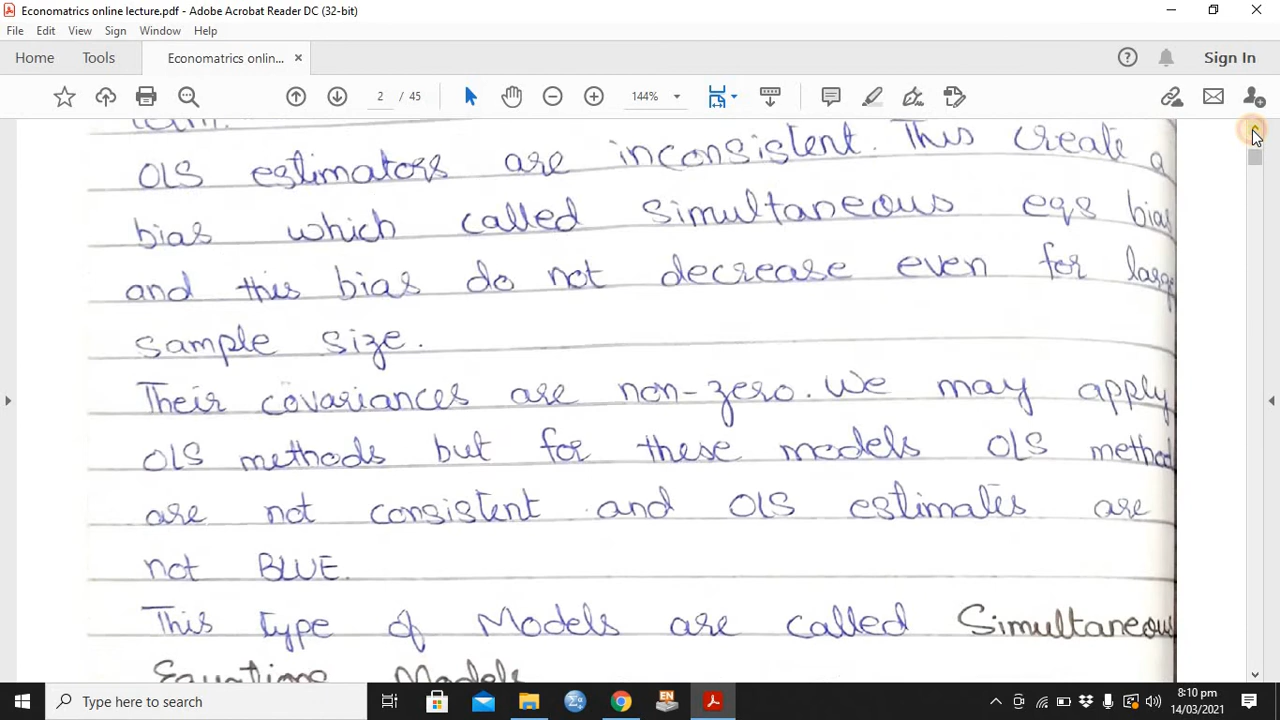 Economatrics online lecture.pdf - Adobe Acrobat Reader DC (32-bit)
File Edit View Sign Window Help
Home Tools Economatrics onlin... × Sign In
2 / 45 144%
term.
OLS estimators are inconsistent. This create a
bias which called simultaneous eqs bias
and this bias do not decrease even for large
sample size.
Their covariances are non-zero. We may apply
OLS methods but for these models OLS method
are not consistent and OLS estimates are
not BLUE.
This type of Models are called Simultaneous
Equations Models
Type here to search
EN
8:10 pm
14/03/2021